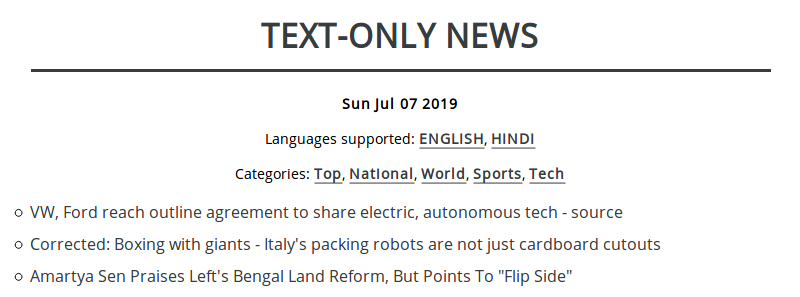 TEXT-ONLY NEWS
Sun Jul 07 2019
Languages supported: ENGLISH, HINDI
Categories: Top, National, World, Sports, Tech
VW, Ford reach outline agreement to share electric, autonomous tech - source
Corrected: Boxing with giants - Italy's packing robots are not just cardboard cutouts
Amartya Sen Praises Left's Bengal Land Reform, But Points To "Flip Side"